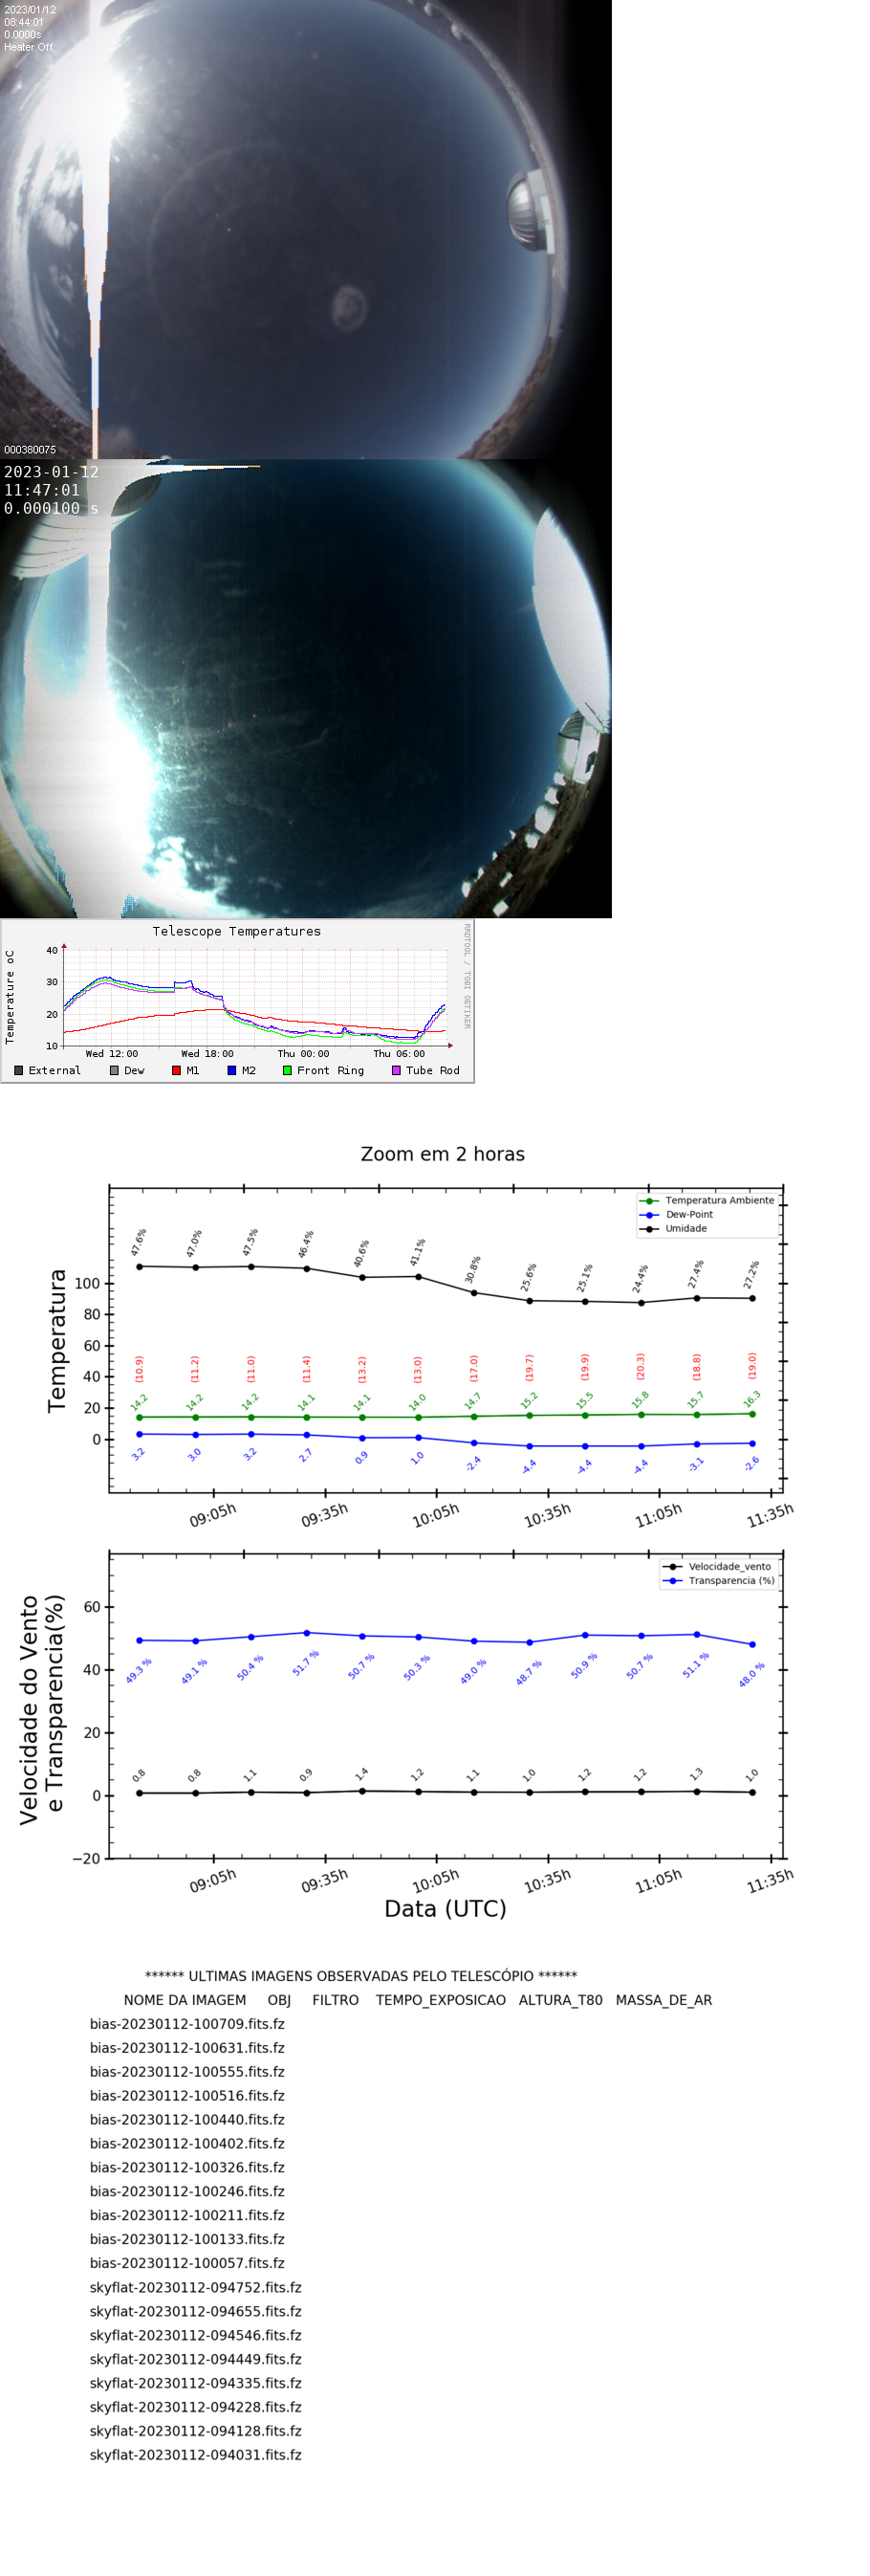 2023/01/12
08:44:01
0.0000s
Heater Off
000380075
2023-01-12
11:47:01
0.000100 s
Telescope Temperatures
RRDTOOL / TOBI OETIKER
Temperature oC
40
30
20
10
Wed 12:00 Wed 18:00 Thu 00:00 Thu 06:00
External Dew M1 M2 Front Ring Tube Rod
Zoom em 2 horas
Temperatura Ambiente
Dew-Point
Umidade
Temperatura
100
80
60
40
20
0
47.6% 47.0% 47.5% 46.4% 40.6% 41.1% 30.8% 25.6% 25.1% 24.4% 27.4% 27.2%
(10.9) (11.2) (11.0) (11.4) (13.2) (13.0) (17.0) (19.7) (19.9) (20.3) (18.8) (19.0)
14.2 14.2 14.2 14.1 14.1 14.0 14.7 15.2 15.5 15.8 15.7 16.3
3.2 3.0 3.2 2.7 0.9 1.0 -2.4 -4.4 -4.4 -4.4 -3.1 -2.6
09:05h 09:35h 10:05h 10:35h 11:05h 11:35h
Velocidade_vento
Transparencia (%)
Velocidade do Vento
e Transparencia(%)
60
40
20
0
−20
49.3 % 49.1 % 50.4 % 51.7 % 50.7 % 50.3 % 49.0 % 48.7 % 50.9 % 50.7 % 51.1 % 48.0 %
0.8 0.8 1.1 0.9 1.4 1.2 1.1 1.0 1.2 1.2 1.3 1.0
09:05h 09:35h 10:05h 10:35h 11:05h 11:35h
Data (UTC)
****** ULTIMAS IMAGENS OBSERVADAS PELO TELESCÓPIO ******
NOME DA IMAGEM OBJ FILTRO TEMPO_EXPOSICAO ALTURA_T80 MASSA_DE_AR
bias-20230112-100709.fits.fz
bias-20230112-100631.fits.fz
bias-20230112-100555.fits.fz
bias-20230112-100516.fits.fz
bias-20230112-100440.fits.fz
bias-20230112-100402.fits.fz
bias-20230112-100326.fits.fz
bias-20230112-100246.fits.fz
bias-20230112-100211.fits.fz
bias-20230112-100133.fits.fz
bias-20230112-100057.fits.fz
skyflat-20230112-094752.fits.fz
skyflat-20230112-094655.fits.fz
skyflat-20230112-094546.fits.fz
skyflat-20230112-094449.fits.fz
skyflat-20230112-094335.fits.fz
skyflat-20230112-094228.fits.fz
skyflat-20230112-094128.fits.fz
skyflat-20230112-094031.fits.fz